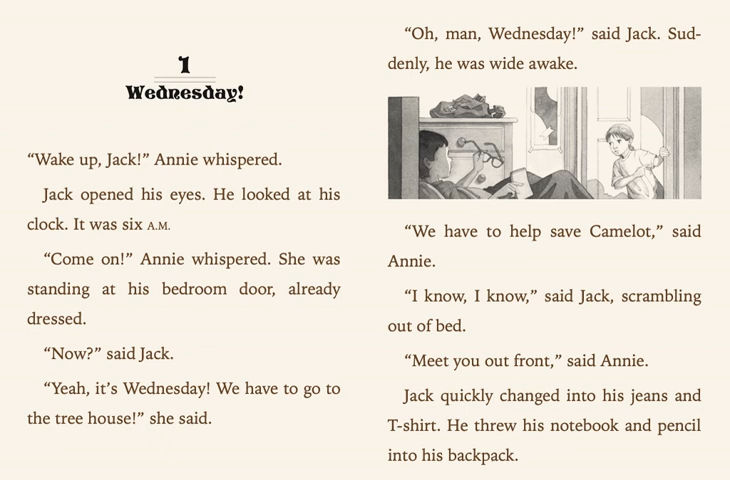 1
Wednesday!
“Wake up, Jack!” Annie whispered.
Jack opened his eyes. He looked at his
clock. It was six A.M.
“Come on!” Annie whispered. She was
standing at his bedroom door, already
dressed.
“Now?” said Jack.
“Yeah, it’s Wednesday! We have to go to
the tree house!” she said.
“Oh, man, Wednesday!” said Jack. Sud-
denly, he was wide awake.
“We have to help save Camelot,” said
Annie.
“I know, I know,” said Jack, scrambling
out of bed.
“Meet you out front,” said Annie.
Jack quickly changed into his jeans and
T-shirt. He threw his notebook and pencil
into his backpack.